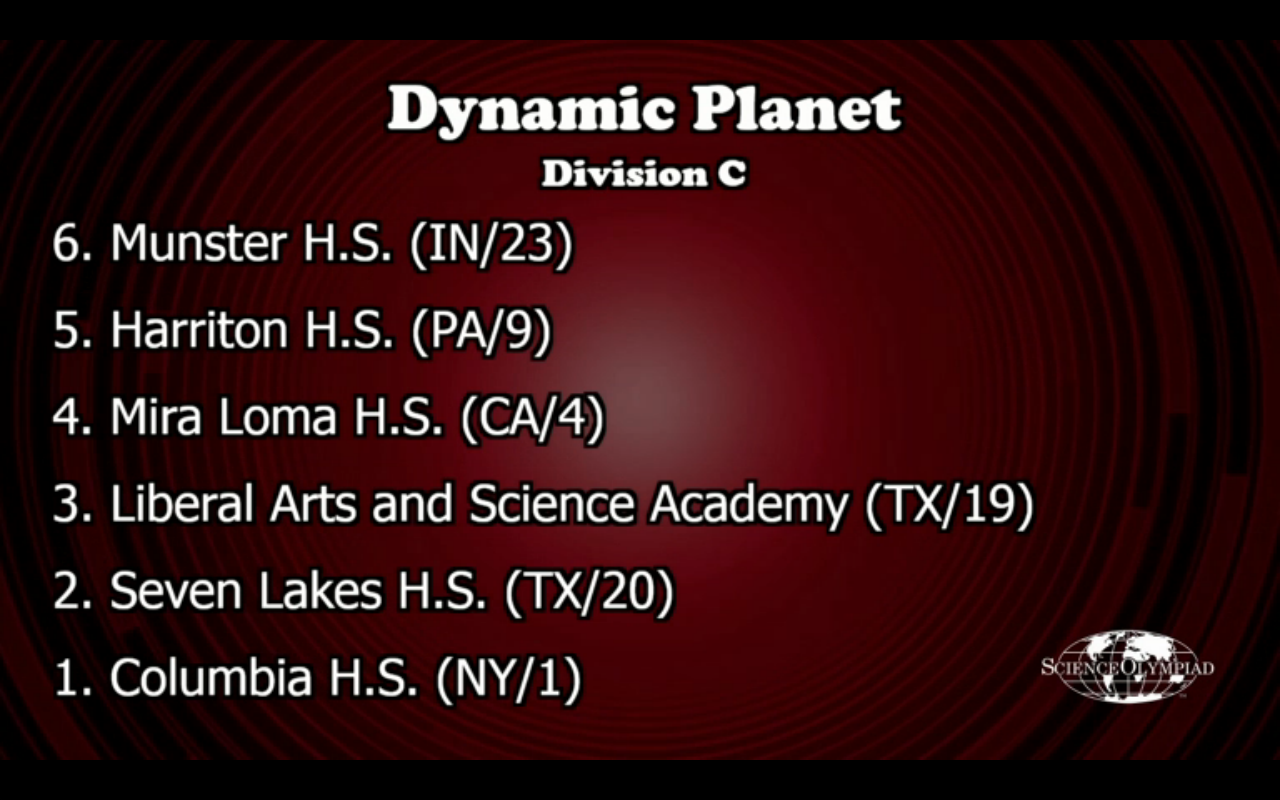 Dynamic Planet
Division C
6. Munster H.S. (IN/23)
5. Harriton H.S. (PA/9)
4. Mira Loma H.S. (CA/4)
3. Liberal Arts and Science Academy (TX/19)
2. Seven Lakes H.S. (TX/20)
1. Columbia H.S. (NY/1)
SCIENCE OLYMPIAD